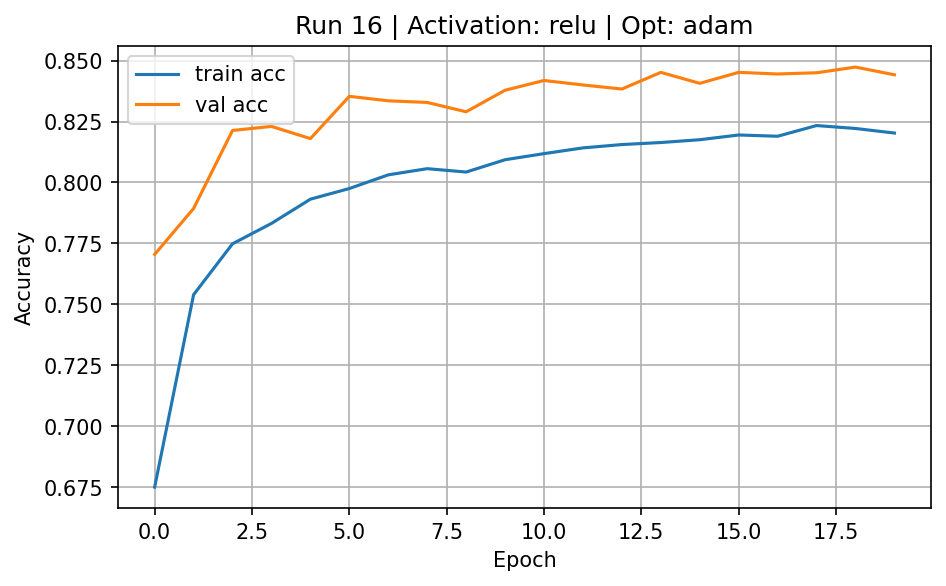 Run 16 | Activation: relu | Opt: adam
train acc
val acc
0.850
0.825
0.800
0.775
0.750
0.725
0.700
0.675
Accuracy
0.0 2.5 5.0 7.5 10.0 12.5 15.0 17.5
Epoch